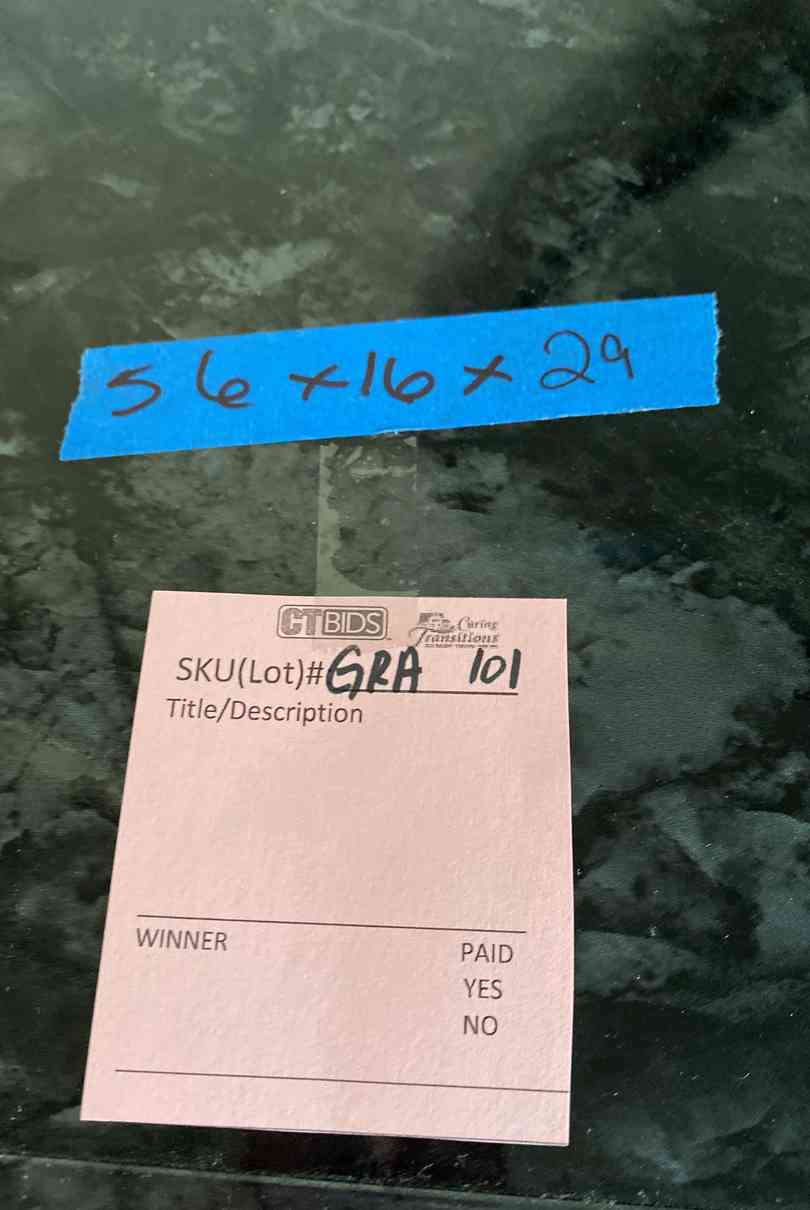 56 x 16 x 29
CTBIDS Caring Transitions
SKU(Lot)# GRA 101
Title/Description
WINNER PAID
YES
NO